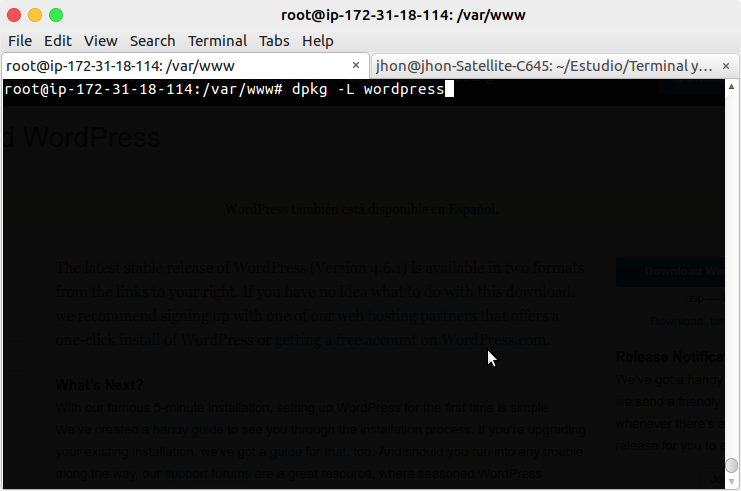 root@ip-172-31-18-114: /var/www
File Edit View Search Terminal Tabs Help
root@ip-172-31-18-114: /var/www × jhon@jhon-Satellite-C645: ~/Estudio/Terminal y... ×
root@ip-172-31-18-114:/var/www# dpkg -L wordpress
d WordPress
WordPress también está disponible en Español.
The latest stable release of WordPress (Version 4.6.1) is available in two formats
from the links to your right. If you have no idea what to do with this download,
we recommend signing up with one of our web hosting partners that offers a
one-click install of WordPress or getting a free account on WordPress.com.
Download
.zip —
Download .tar
What's Next?
With our famous 5-minute installation, setting up WordPress for the first time is simple.
We've created a handy guide to see you through the installation process. If you're upgrading
your existing installation, we've got a guide for that, too. And should you run into any trouble
along the way, our support forums are a great resource, where seasoned WordPress
Release Notifica
We've got a handy
we send a friendly
whenever there's
release for you to e